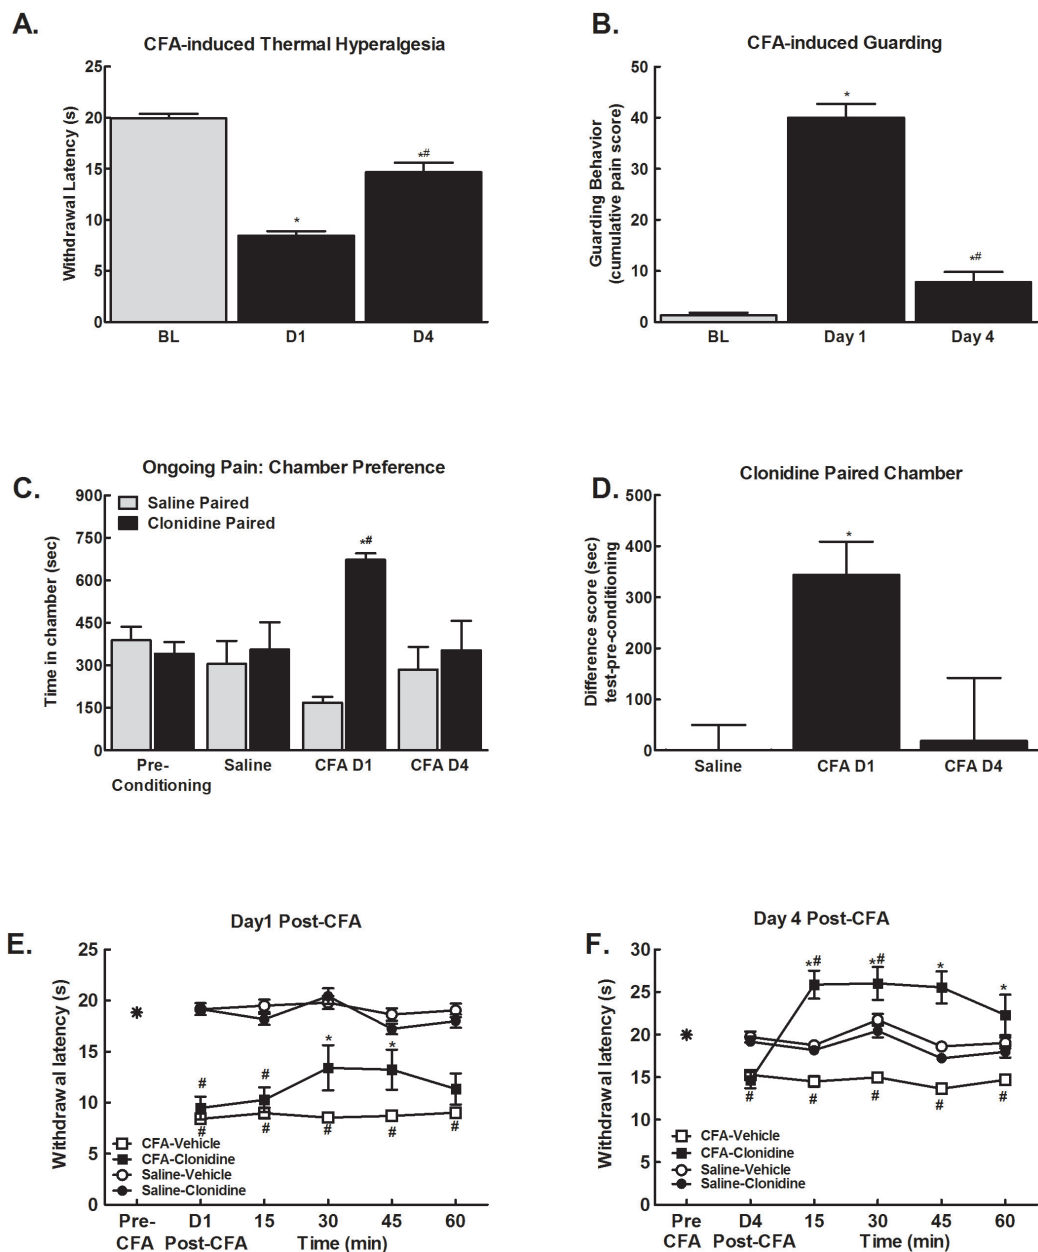 A.
CFA-induced Thermal Hyperalgesia
Withdrawal Latency (s)
25
20
15
10
5
0
*
*#
BL
D1
D4
B.
CFA-induced Guarding
Guarding Behavior
(cumulative pain score)
50
40
30
20
10
0
*
*#
BL
Day 1
Day 4
C.
Ongoing Pain: Chamber Preference
Saline Paired
Clonidine Paired
Time in chamber (sec)
900
750
600
450
300
150
0
*#
Pre-
Conditioning
Saline
CFA D1
CFA D4
D.
Clonidine Paired Chamber
Difference score (sec)
test-pre-conditioning
500
400
300
200
100
0
*
Saline
CFA D1
CFA D4
E.
Day1 Post-CFA
Withdrawal latency (s)
25
20
15
10
5
0
*
*
#
#
#
#
#
#
#
CFA-Vehicle
CFA-Clonidine
Saline-Vehicle
Saline-Clonidine
Pre-
CFA
D1
Post-CFA
15
30
45
60
Time (min)
F.
Day 4 Post-CFA
Withdrawal latency (s)
30
25
20
15
10
5
0
*#
*#
*
*
#
#
#
#
#
CFA-Vehicle
CFA-Clonidine
Saline-Vehicle
Saline-Clonidine
Pre
CFA
D4
Post-CFA
15
30
45
60
Time (min)